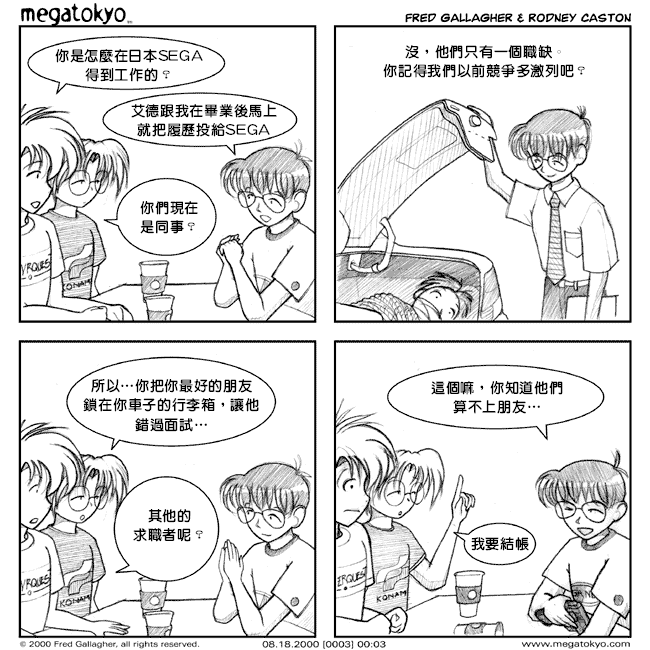 megatokyo
FRED GALLAGHER & RODNEY CASTON
你是怎麼在日本SEGA
得到工作的？
艾德跟我在畢業後馬上
就把履歷投給SEGA
你們現在
是同事？
KONAMI
沒，他們只有一個職缺。
你記得我們以前競爭多激列吧？
所以…你把你最好的朋友
鎖在你車子的行李箱，讓他
錯過面試…
其他的
求職者呢？
KONAMI
這個嘛，你知道他們
算不上朋友…
我要結帳
KONAMI
© 2000 Fred Gallagher, all rights reserved.
08.18.2000 [0003] 00:03
www.megatokyo.com